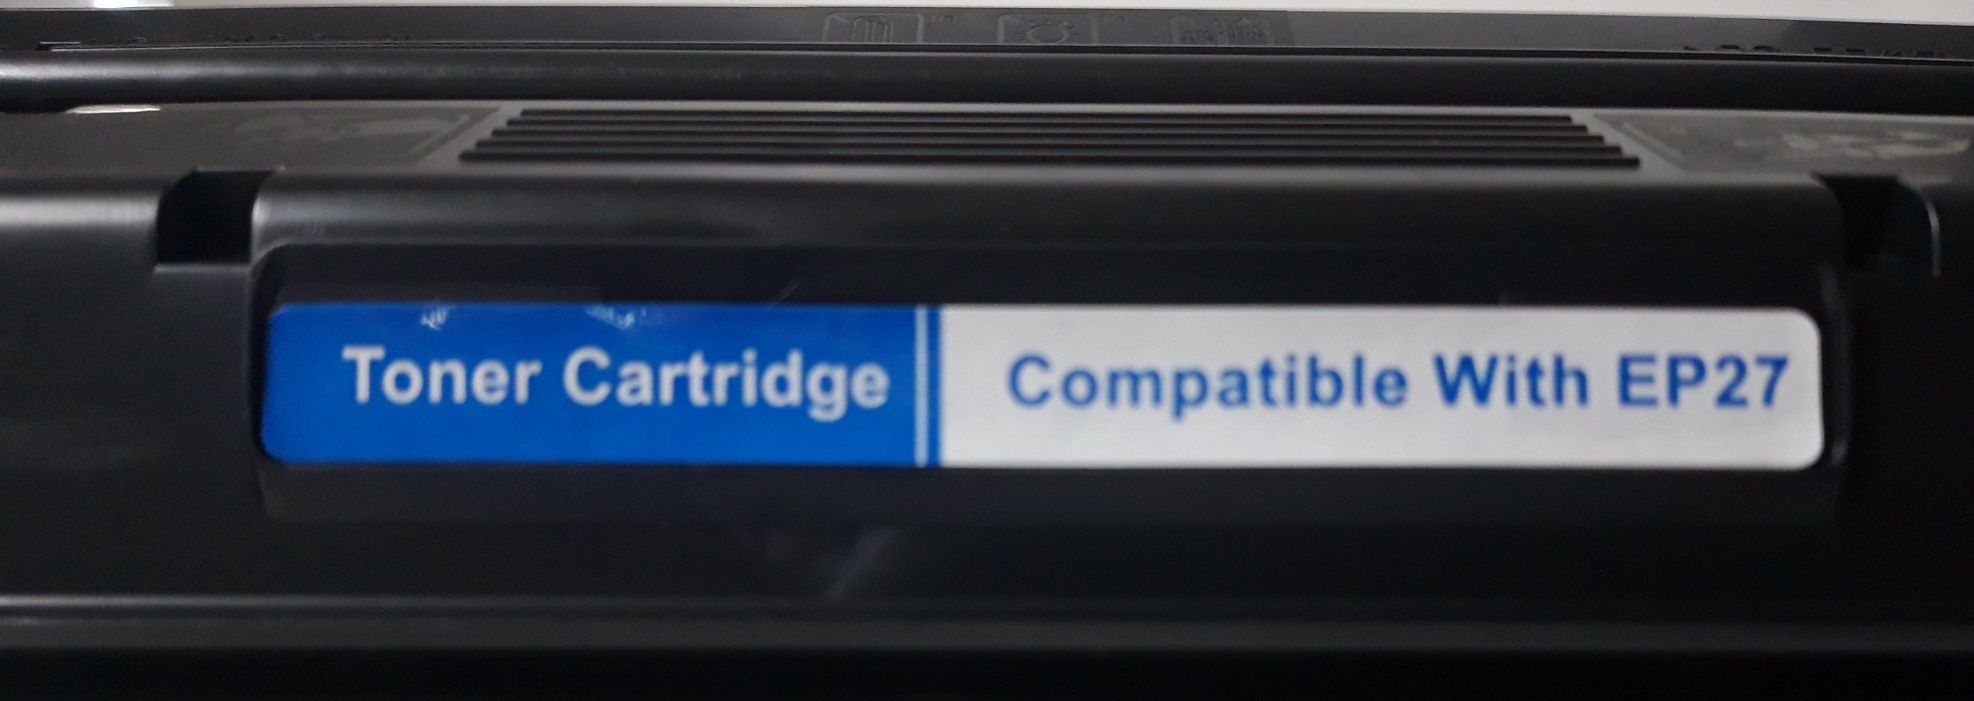 Toner Cartridge Compatible With EP27